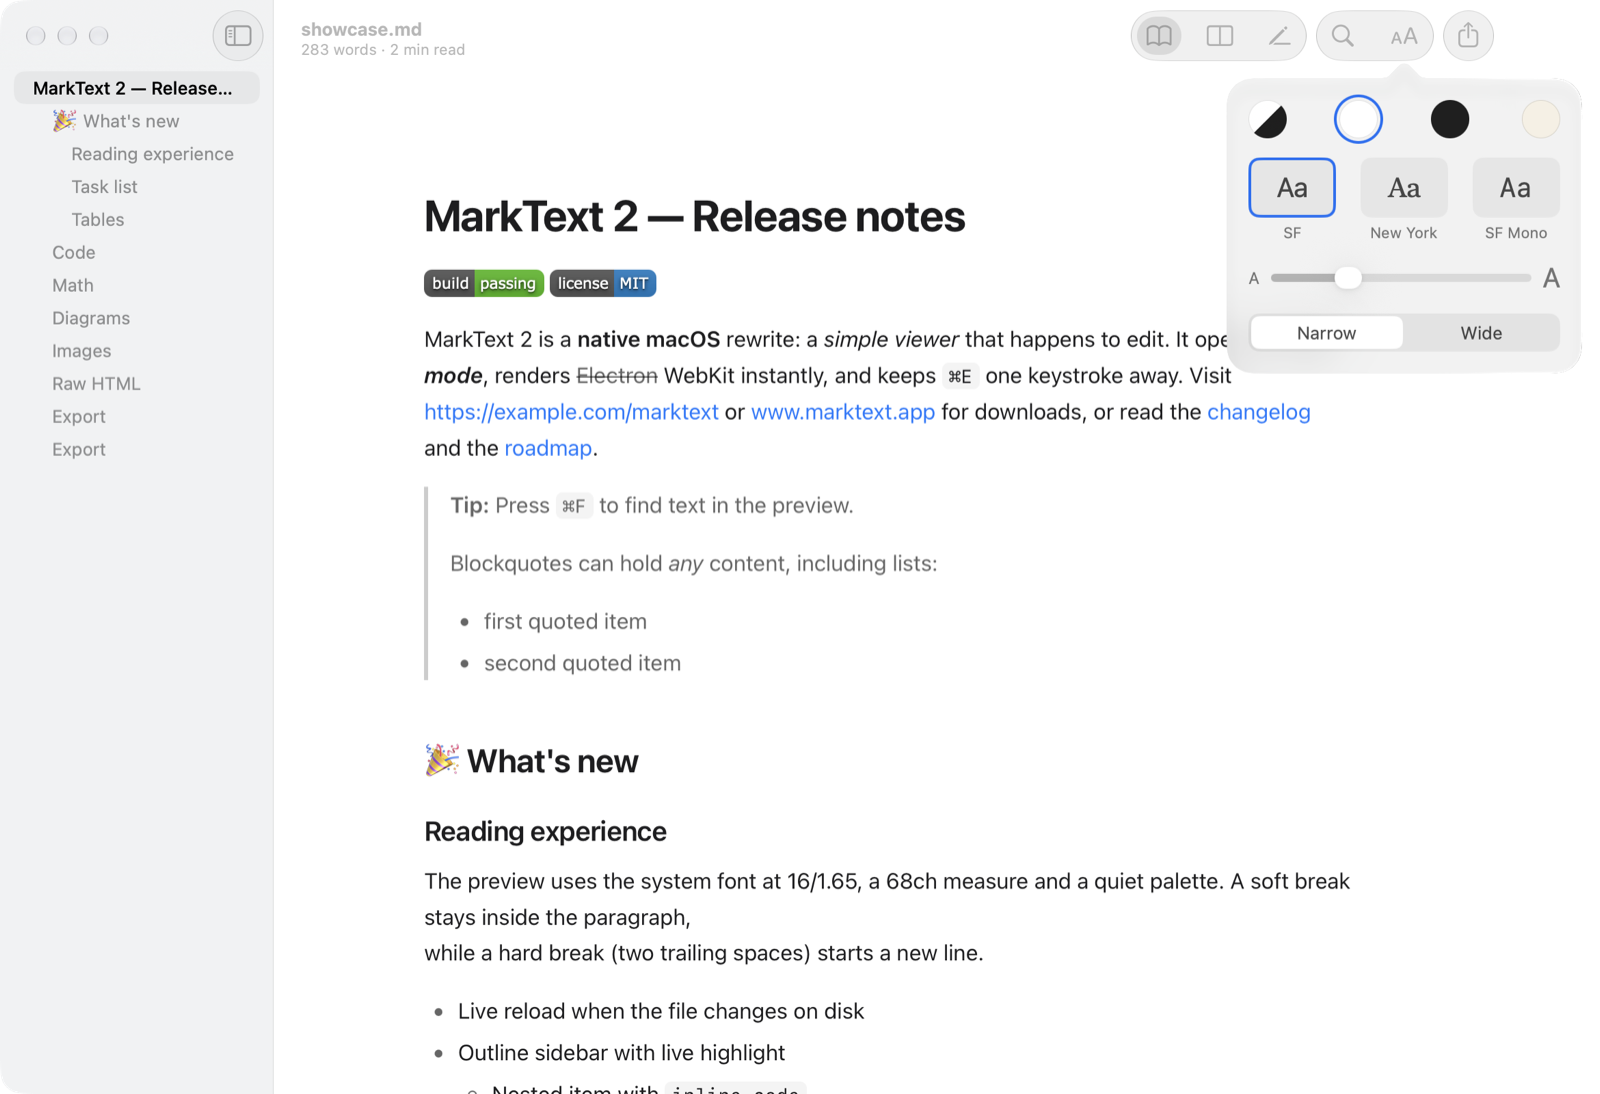 showcase.md
283 words · 2 min read
AA
MarkText 2 — Release...
🎉 What's new
Reading experience
Task list
Tables
Code
Math
Diagrams
Images
Raw HTML
Export
Export
Aa
Aa
Aa
SF
New York
SF Mono
A
A
Narrow
Wide
MarkText 2 — Release notes
build passing
license MIT
MarkText 2 is a native macOS rewrite: a simple viewer that happens to edit. It ope
mode, renders Electron WebKit instantly, and keeps ⌘E one keystroke away. Visit
https://example.com/marktext or www.marktext.app for downloads, or read the changelog
and the roadmap.
Tip: Press ⌘F to find text in the preview.
Blockquotes can hold any content, including lists:
• first quoted item
• second quoted item
🎉 What's new
Reading experience
The preview uses the system font at 16/1.65, a 68ch measure and a quiet palette. A soft break
stays inside the paragraph,
while a hard break (two trailing spaces) starts a new line.
• Live reload when the file changes on disk
• Outline sidebar with live highlight
Nested item with inline code